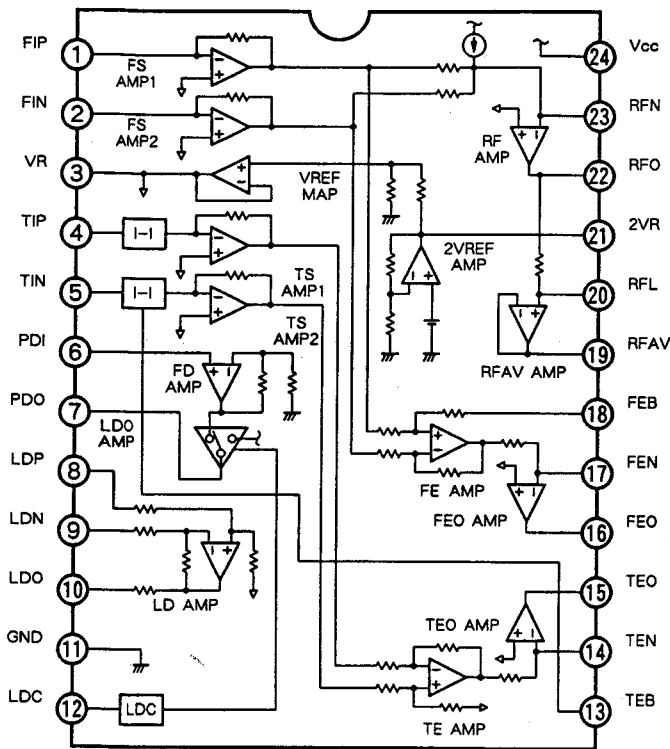 FIP
1
FS
AMP1
FIN
2
FS
AMP2
VR
3
VREF
MAP
TIP
4
I-I
TIN
5
I-I
TS
AMP1
TS
AMP2
PDI
6
FD
AMP
PDO
7
LDO
AMP
LDP
8
LDN
9
LDO
10
LD AMP
GND
11
LDC
12
LDC
Vcc
24
RFN
23
RF
AMP
RFO
22
2VR
21
2VREF
AMP
RFL
20
RFAV
19
RFAV AMP
FEB
18
FEN
17
FE AMP
FEO AMP
FEO
16
TEO
15
TEO AMP
TEN
14
TE AMP
TEB
13